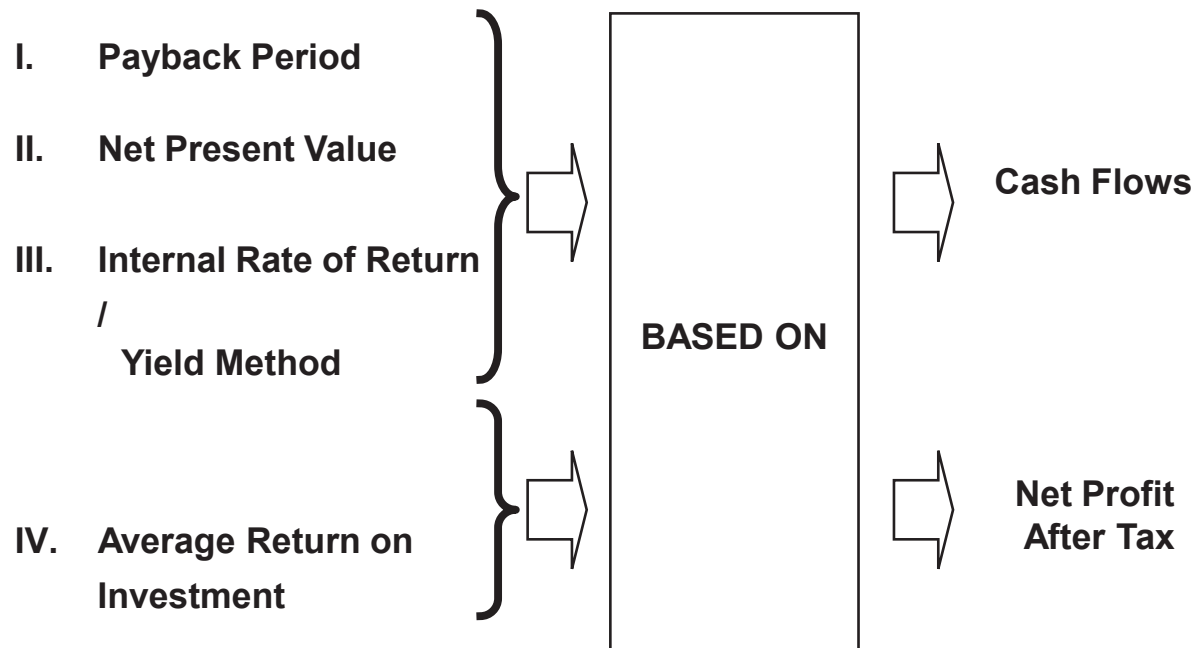 I. Payback Period
II. Net Present Value
III. Internal Rate of Return
/
Yield Method
IV. Average Return on
Investment
BASED ON
Cash Flows
Net Profit
After Tax